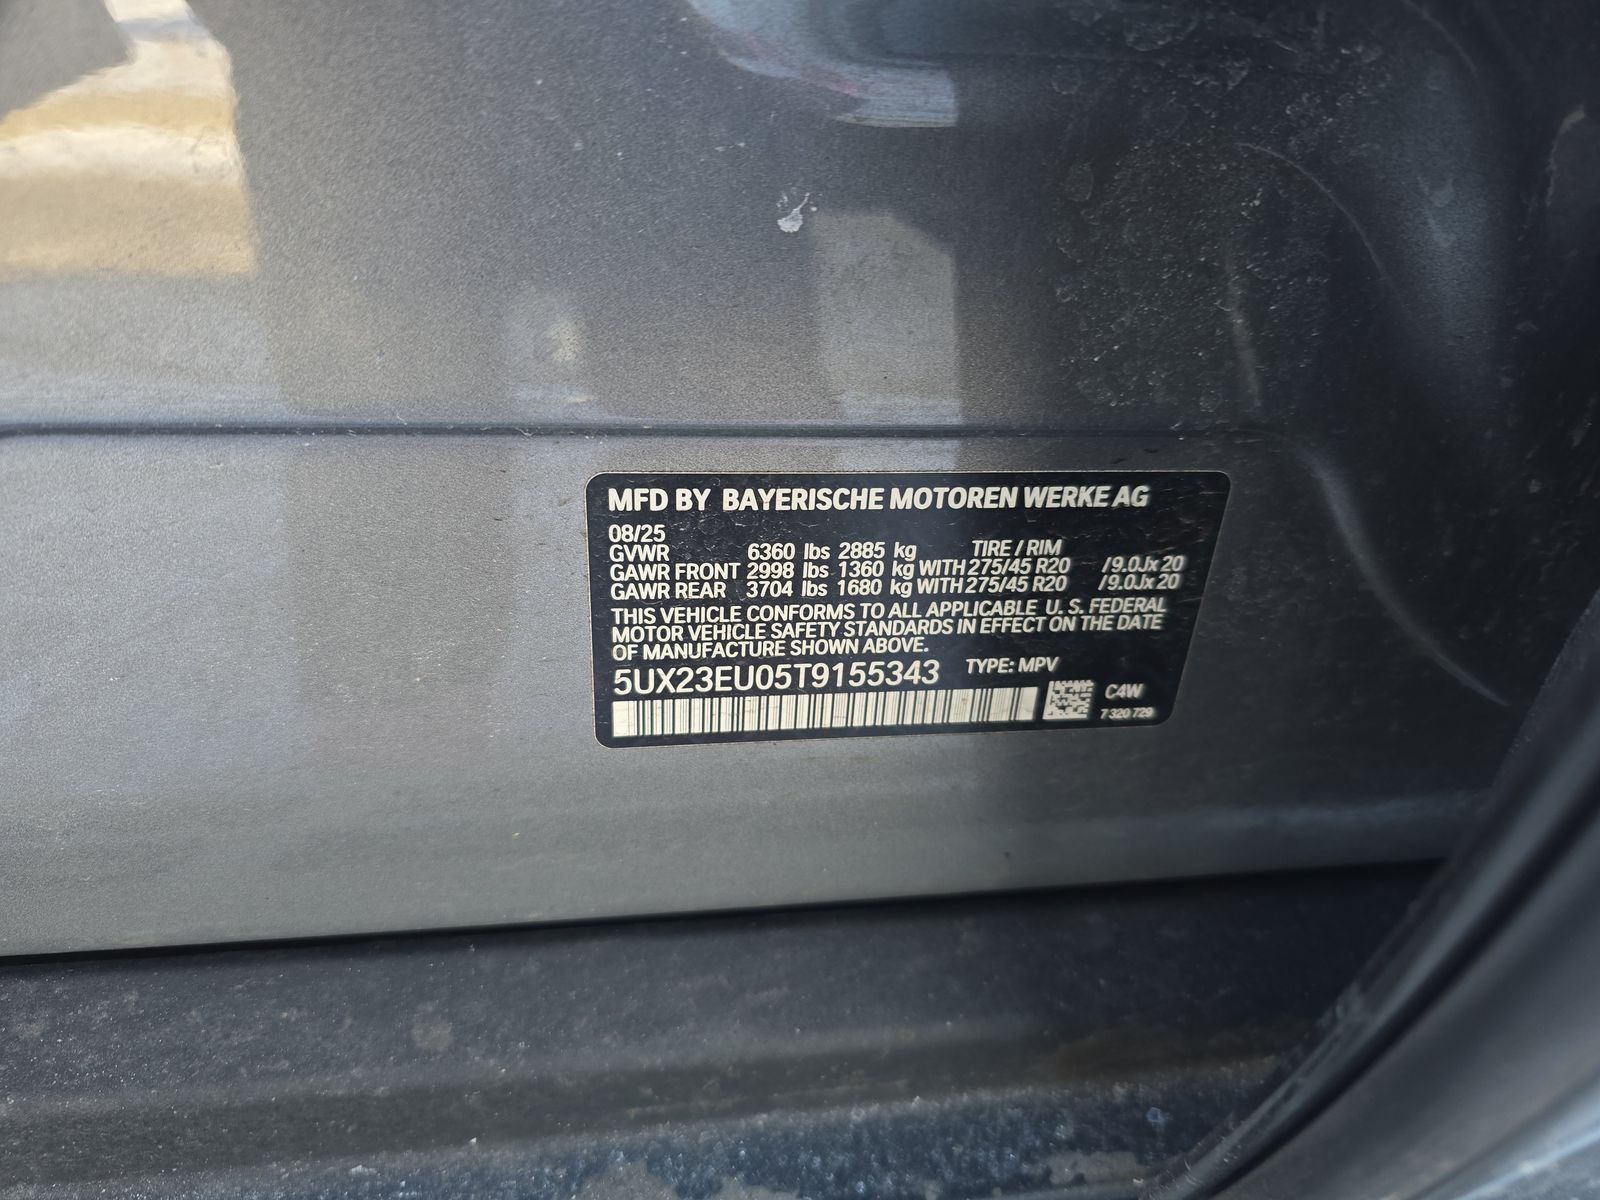 MFD BY BAYERISCHE MOTOREN WERKE AG
08/25
GVWR 6360 lbs 2885 kg TIRE / RIM
GAWR FRONT 2998 lbs 1360 kg WITH 275/45 R20 /9.0Jx20
GAWR REAR 3704 lbs 1680 kg WITH 275/45 R20 /9.0Jx20
THIS VEHICLE CONFORMS TO ALL APPLICABLE U. S. FEDERAL
MOTOR VEHICLE SAFETY STANDARDS IN EFFECT ON THE DATE
OF MANUFACTURE SHOWN ABOVE.
5UX23EU05T9155343 TYPE: MPV
C4W
7 320 729